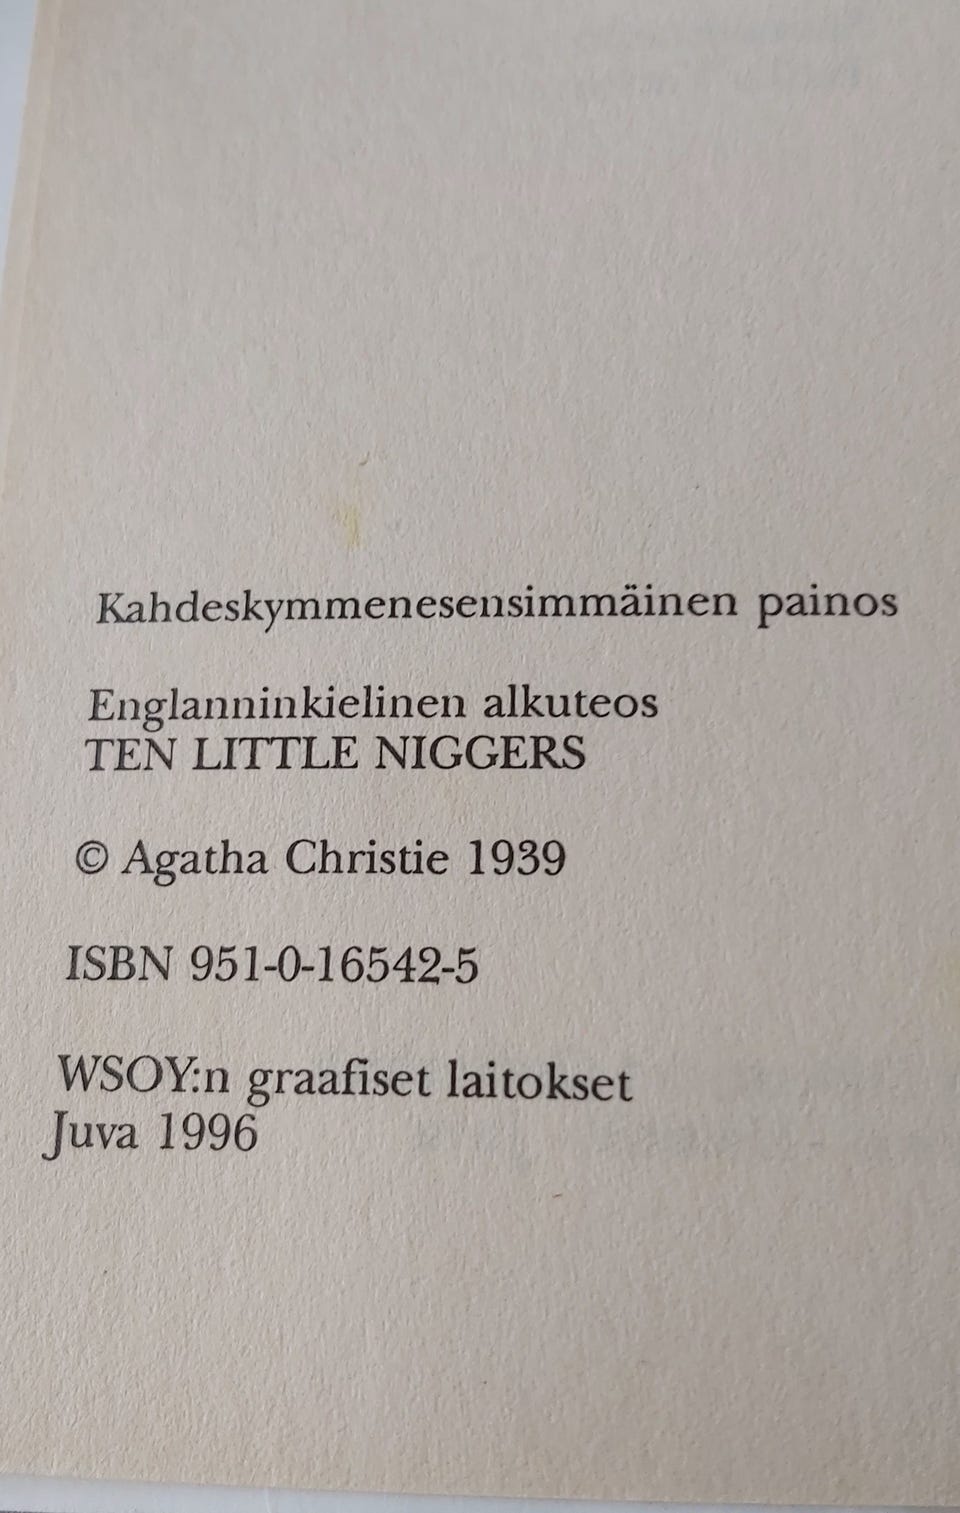 Kahdeskymmenesensimmäinen painos
Englanninkielinen alkuteos
TEN LITTLE NIGGERS
© Agatha Christie 1939
ISBN 951-0-16542-5
WSOY:n graafiset laitokset
Juva 1996